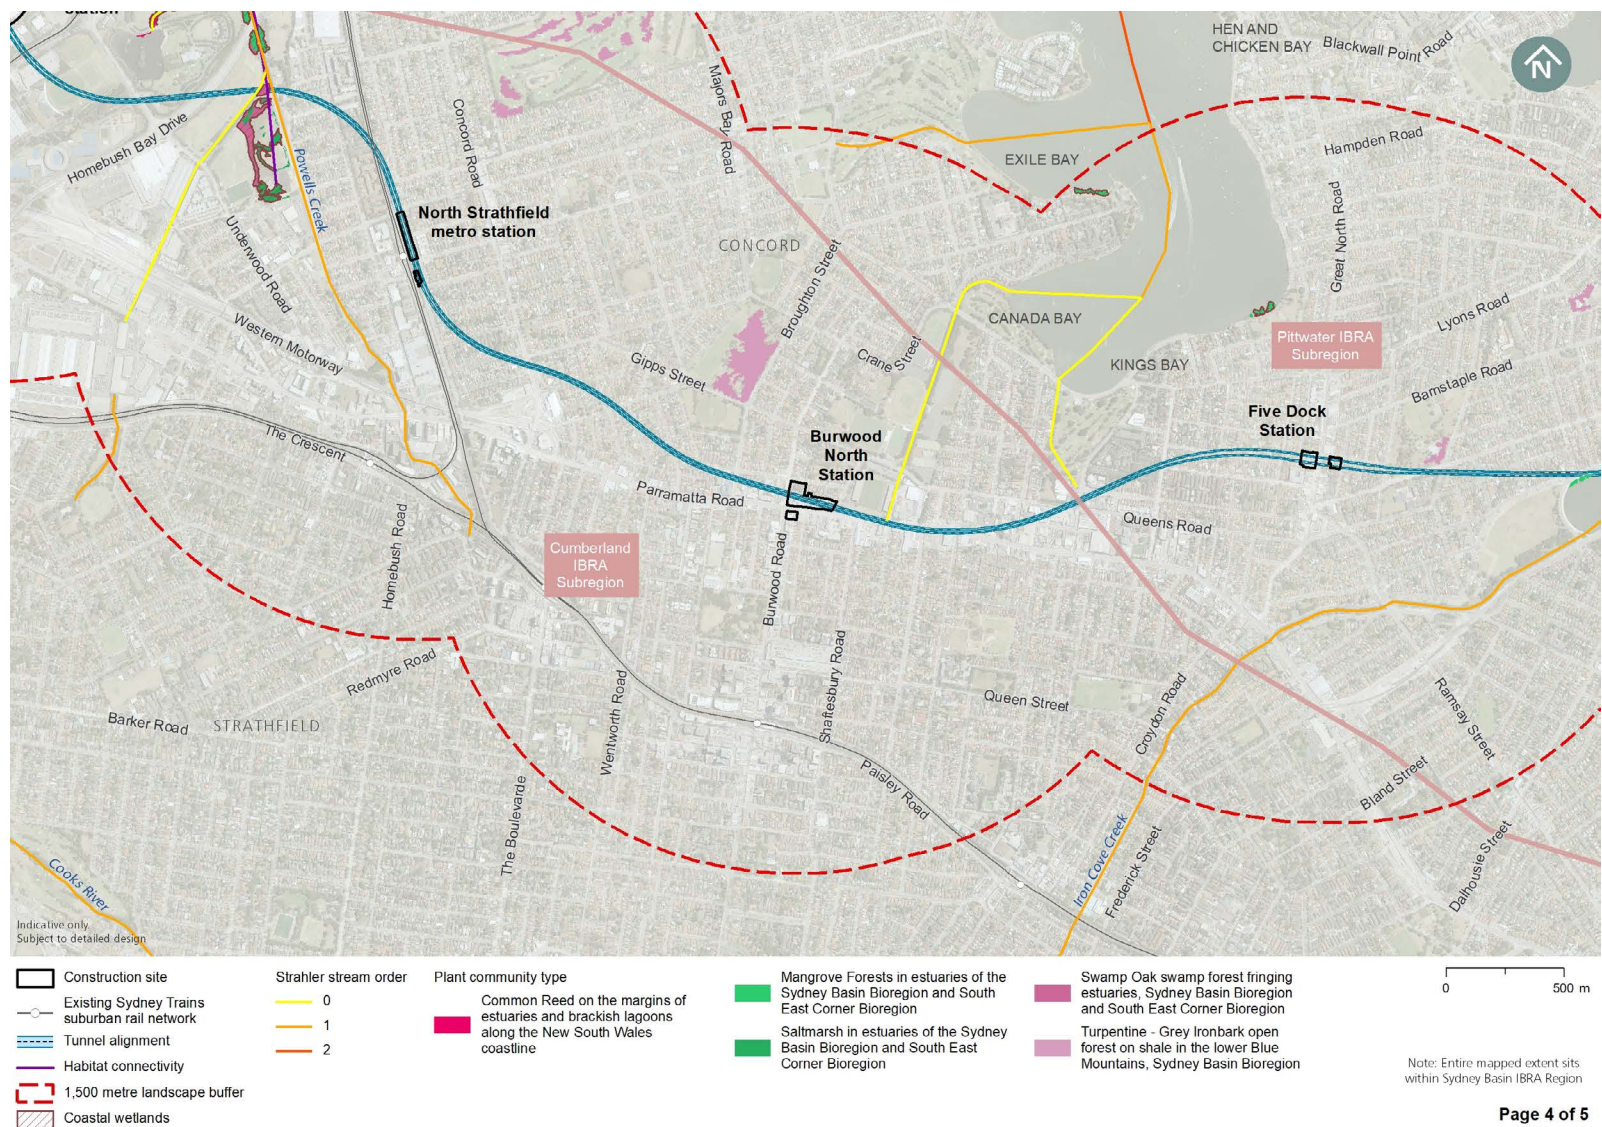 Station
HEN AND
CHICKEN BAY
Blackwall Point Road
N
Majors Bay Road
Concord Road
Homebush Bay Drive
Powells Creek
Hampden Road
EXILE BAY
Great North Road
North Strathfield
metro station
Underwood Road
CONCORD
Broughton Street
Lyons Road
CANADA BAY
Western Motorway
Crane Street
Gipps Street
Pittwater IBRA
Subregion
KINGS BAY
Barnstaple Road
The Crescent
Burwood
North
Station
Five Dock
Station
Parramatta Road
Queens Road
Homebush Road
Cumberland
IBRA
Subregion
Burwood Road
Redmyre Road
Shaftesbury Road
Wentworth Road
Queen Street
Croydon Road
Ramsay Street
Barker Road
STRATHFIELD
Paisley Road
Bland Street
The Boulevarde
Iron Cove Creek
Frederick Street
Dalhousie Street
Cooks River
Indicative only
Subject to detailed design
Construction site
Existing Sydney Trains
suburban rail network
Tunnel alignment
Habitat connectivity
1,500 metre landscape buffer
Coastal wetlands
Strahler stream order
0
1
2
Plant community type
Common Reed on the margins of
estuaries and brackish lagoons
along the New South Wales
coastline
Mangrove Forests in estuaries of the
Sydney Basin Bioregion and South
East Corner Bioregion
Saltmarsh in estuaries of the Sydney
Basin Bioregion and South East
Corner Bioregion
Swamp Oak swamp forest fringing
estuaries, Sydney Basin Bioregion
and South East Corner Bioregion
Turpentine - Grey Ironbark open
forest on shale in the lower Blue
Mountains, Sydney Basin Bioregion
0 500 m
Note: Entire mapped extent sits
within Sydney Basin IBRA Region
Page 4 of 5